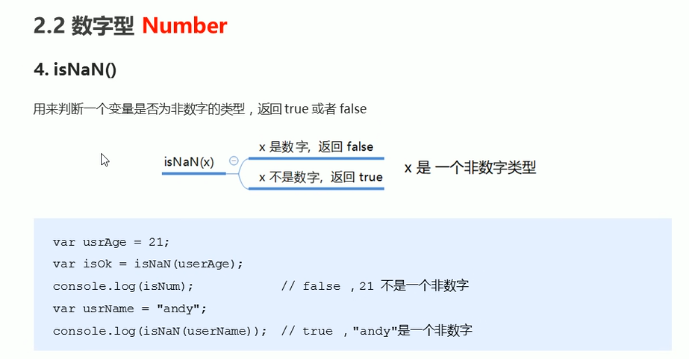 2.2 数字型 Number
4. isNaN()
用来判断一个变量是否为非数字的类型，返回 true 或者 false
x 是数字，返回 false
isNaN(x)
x 是 一个非数字类型
x 不是数字，返回 true
var usrAge = 21;
var isOk = isNaN(userAge);
console.log(isNum); // false ，21 不是一个非数字
var usrName = "andy";
console.log(isNaN(userName)); // true ，"andy"是一个非数字